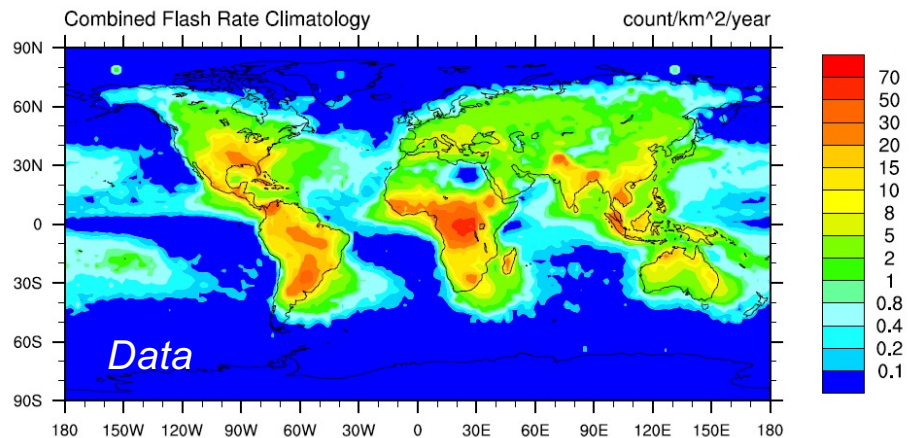 Combined Flash Rate Climatology count/km^2/year
90N
60N
30N
0
30S
60S
90S
Data
180 150W 120W 90W 60W 30W 0 30E 60E 90E 120E 150E 180
70
50
30
20
15
10
8
5
2
1
0.8
0.4
0.2
0.1